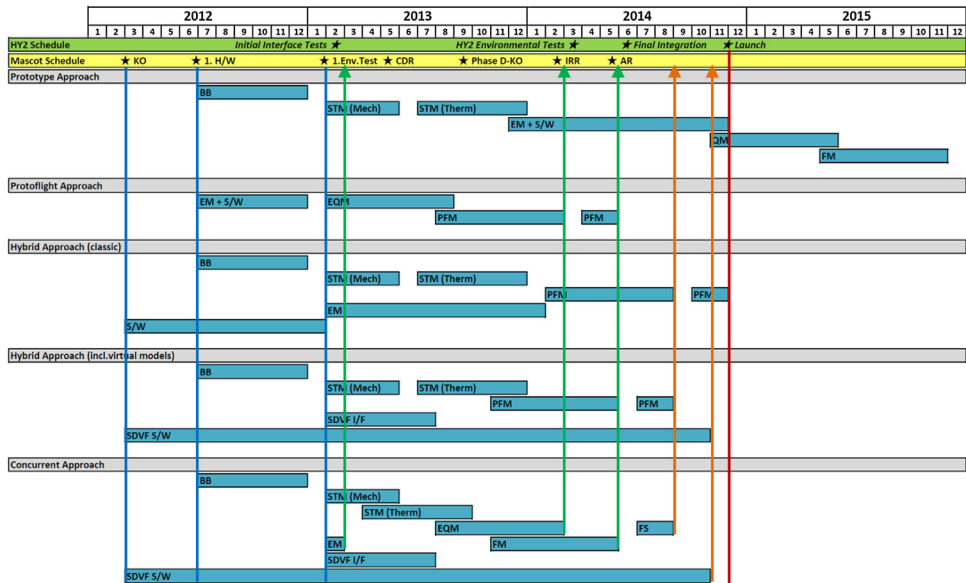 2012 2013 2014 2015
1 2 3 4 5 6 7 8 9 10 11 12 1 2 3 4 5 6 7 8 9 10 11 12 1 2 3 4 5 6 7 8 9 10 11 12 1 2 3 4 5 6 7 8 9 10 11 12
HY2 Schedule Initial Interface Tests ★ HY2 Environmental Tests ★ ★ Final Integration ★ Launch
Mascot Schedule ★ KO ★ 1. H/W ★ 1.Env.Test ★ CDR ★ Phase D-KO ★ IRR ★ AR
Prototype Approach
BB
STM (Mech) STM (Therm)
EM + S/W
QM
FM
Protoflight Approach
EM + S/W EQM
PFM PFM
Hybrid Approach (classic)
BB
STM (Mech) STM (Therm)
PFM PFM
EM
S/W
Hybrid Approach (incl.virtual models)
BB
STM (Mech) STM (Therm)
PFM PFM
SDVF I/F
SDVF S/W
Concurrent Approach
BB
STM (Mech)
STM (Therm)
EQM FS
EM FM
SDVF I/F
SDVF S/W